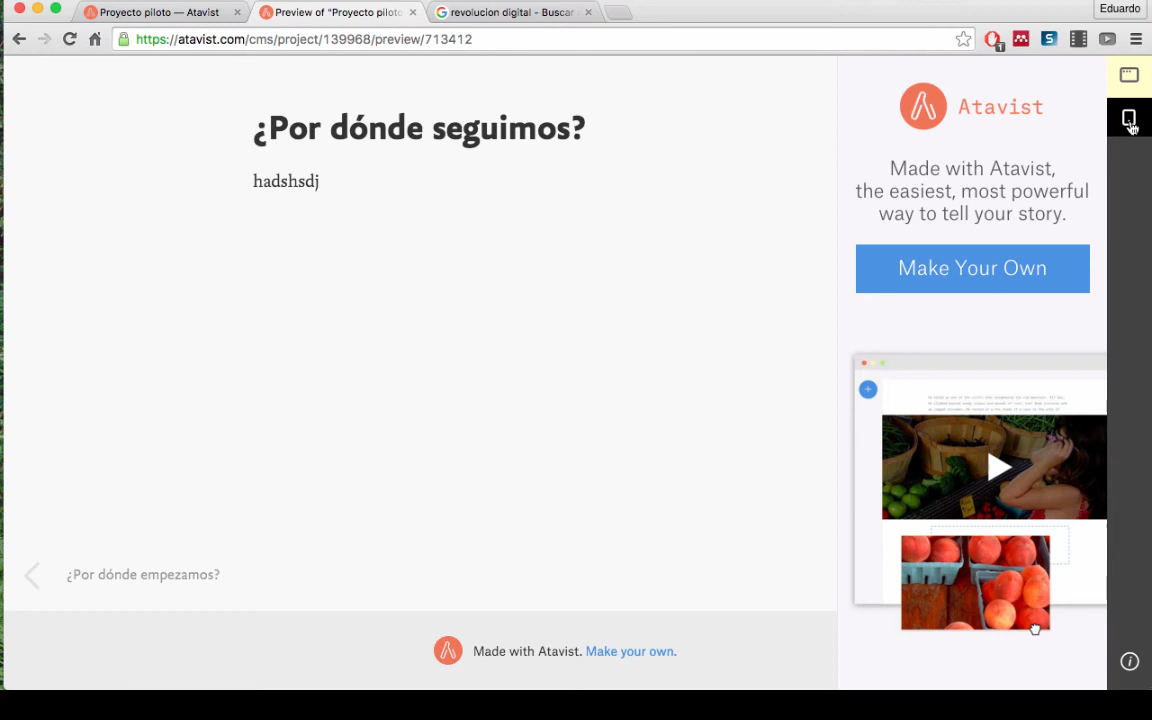 Proyecto piloto — Atavist
Preview of "Proyecto piloto
revolucion digital - Buscar
Eduardo
https://atavist.com/cms/project/139968/preview/713412
1
¿Por dónde seguimos?
hadshsdj
Atavist
Made with Atavist,
the easiest, most powerful
way to tell your story.
Make Your Own
¿Por dónde empezamos?
Made with Atavist. Make your own.